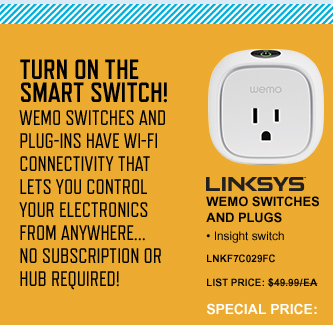 TURN ON THE
SMART SWITCH!
WEMO SWITCHES AND
PLUG-INS HAVE WI-FI
CONNECTIVITY THAT
LETS YOU CONTROL
YOUR ELECTRONICS
FROM ANYWHERE...
NO SUBSCRIPTION OR
HUB REQUIRED!
wemo
LINKSYS
WEMO SWITCHES
AND PLUGS
• Insight switch
LNKF7C029FC
LIST PRICE: $49.99/EA
SPECIAL PRICE: